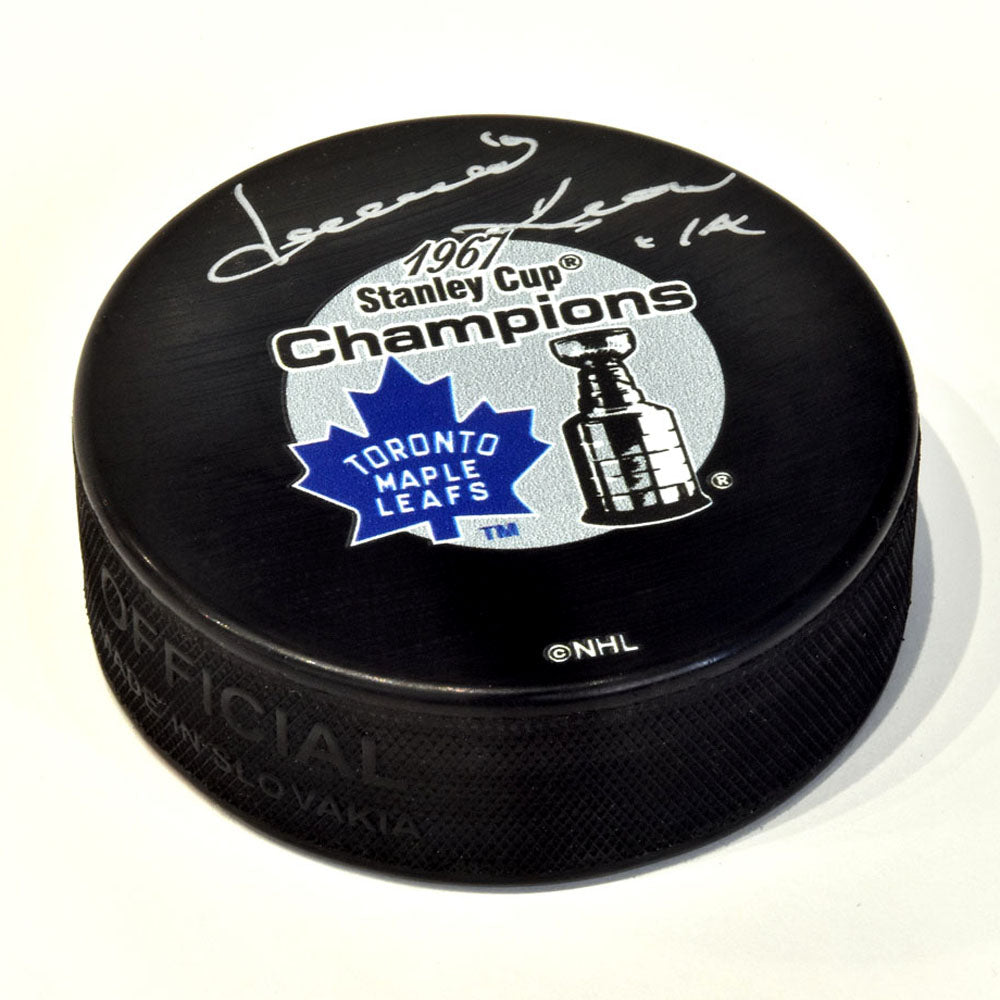 1967
Stanley Cup®
Champions
TORONTO
MAPLE
LEAFS
TM
®
©NHL
OFFICIAL
MADE IN SLOVAKIA